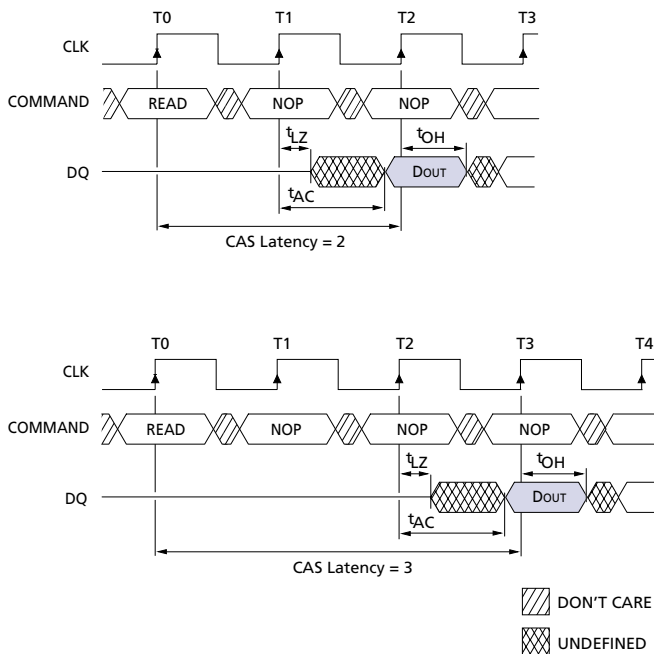 T0 T1 T2 T3
CLK
COMMAND READ NOP NOP
tLZ tOH
DQ DOUT
tAC
CAS Latency = 2
T0 T1 T2 T3 T4
CLK
COMMAND READ NOP NOP NOP
tLZ tOH
DQ DOUT
tAC
CAS Latency = 3
DON'T CARE
UNDEFINED